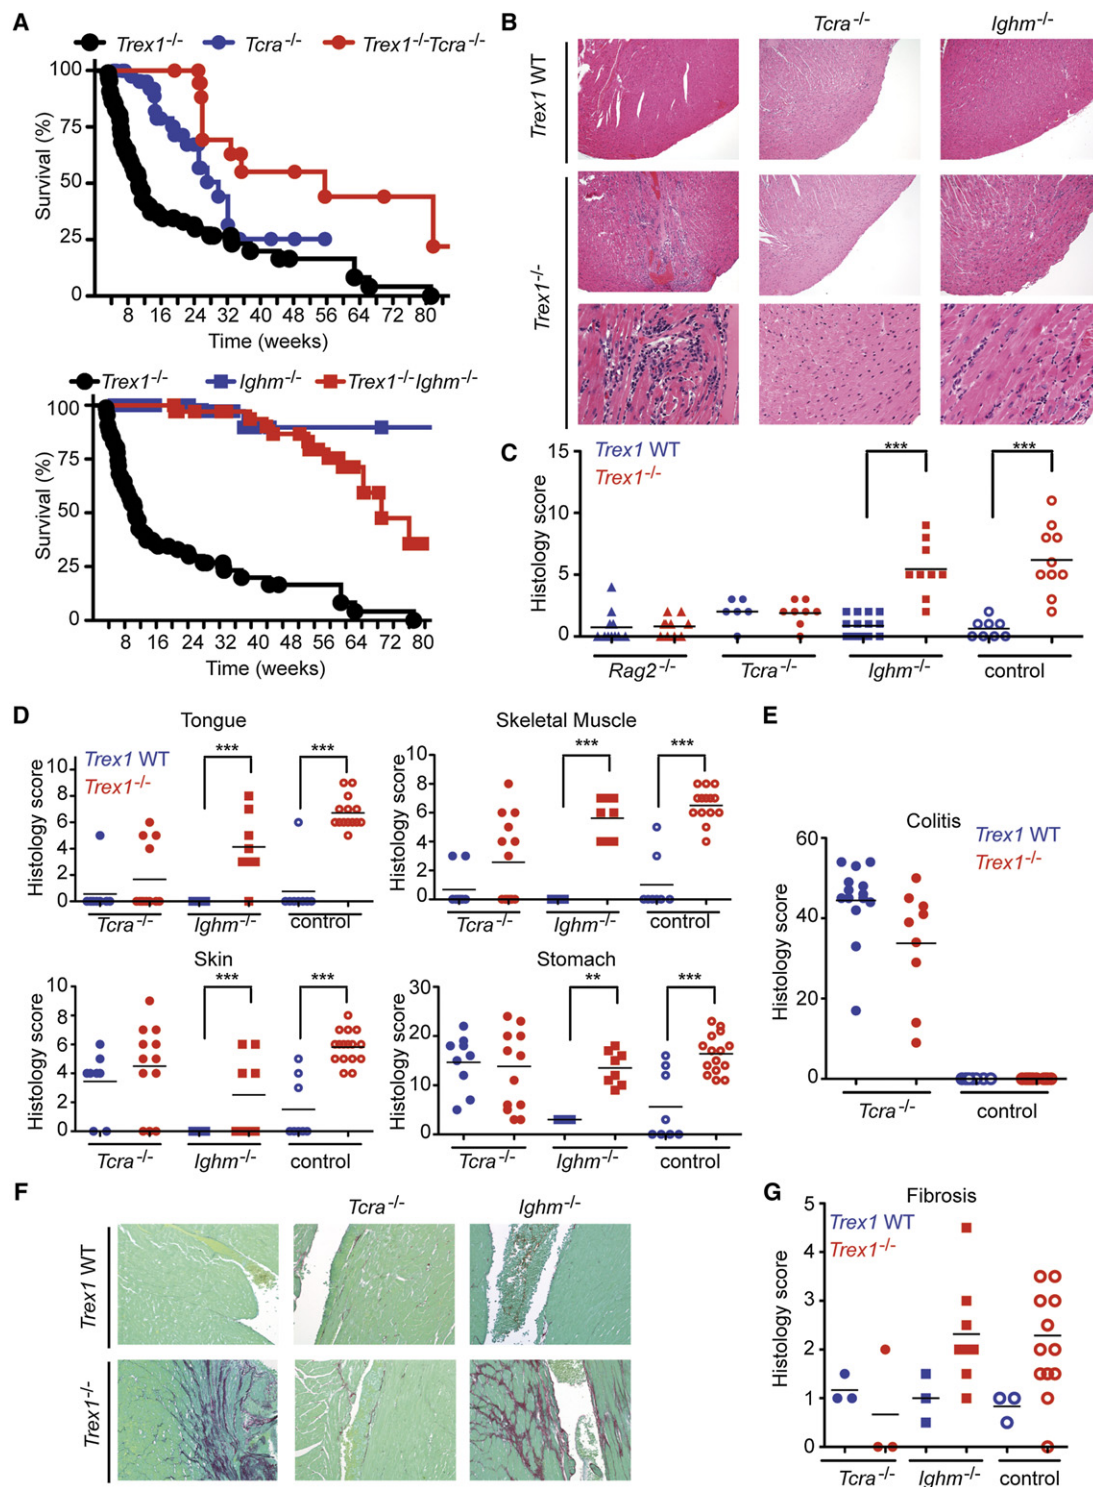 A
Trex1-/- Tcra-/- Trex1-/-Tcra-/-
100
75
50
25
0
Survival (%)
8 16 24 32 40 48 56 64 72 80
Time (weeks)
Trex1-/- Ighm-/- Trex1-/-Ighm-/-
100
75
50
25
0
Survival (%)
8 16 24 32 40 48 56 64 72 80
Time (weeks)
B
Tcra-/- Ighm-/-
Trex1 WT
Trex1-/-
C
Trex1 WT
Trex1-/-
*** ***
15
10
5
0
Histology score
Rag2-/- Tcra-/- Ighm-/- control
D
Tongue
Trex1 WT
Trex1-/-
*** ***
10
8
6
4
2
0
Histology score
Tcra-/- Ighm-/- control
Skeletal Muscle
*** ***
10
8
6
4
2
0
Histology score
Tcra-/- Ighm-/- control
Skin
*** ***
10
8
6
4
2
0
Histology score
Tcra-/- Ighm-/- control
Stomach
** ***
30
20
10
0
Histology score
Tcra-/- Ighm-/- control
E
Colitis
Trex1 WT
Trex1-/-
60
40
20
0
Histology score
Tcra-/- control
F
Tcra-/- Ighm-/-
Trex1 WT
Trex1-/-
G
Fibrosis
Trex1 WT
Trex1-/-
5
4
3
2
1
0
Histology score
Tcra-/- Ighm-/- control